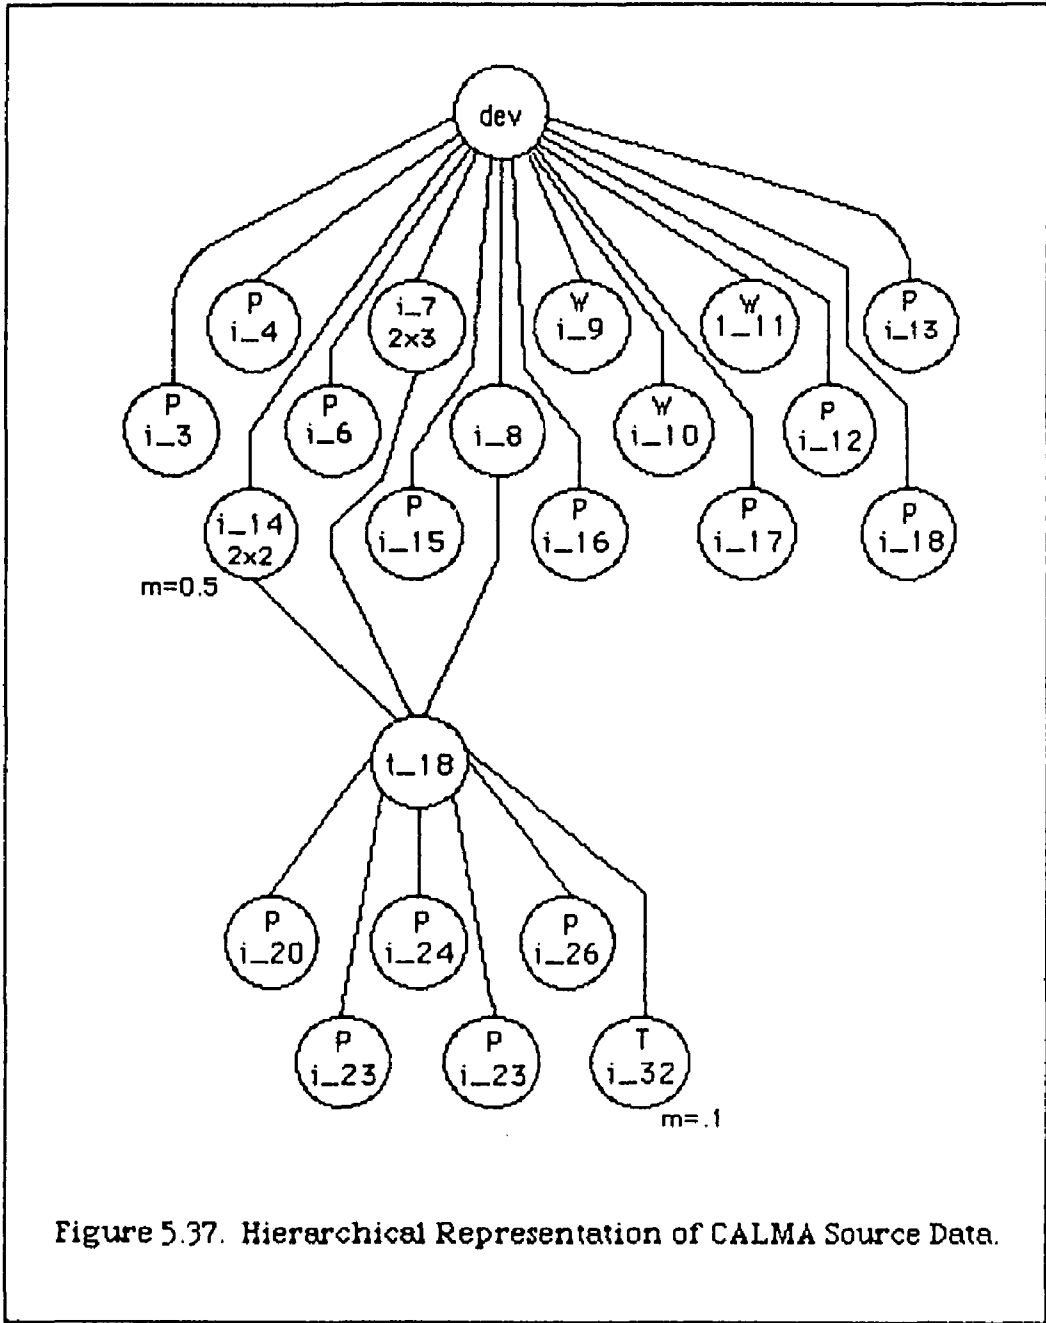 dev
P
i_4
i_7
2x3
W
i_9
W
1_11
P
i_13
P
i_3
P
i_6
i_8
W
i_10
P
i_12
i_14
2x2
m=0.5
P
i_15
P
i_16
P
i_17
P
i_18
t_18
P
i_20
P
i_24
P
i_26
P
i_23
P
i_23
T
i_32
m=.1
Figure 5.37. Hierarchical Representation of CALMA Source Data.